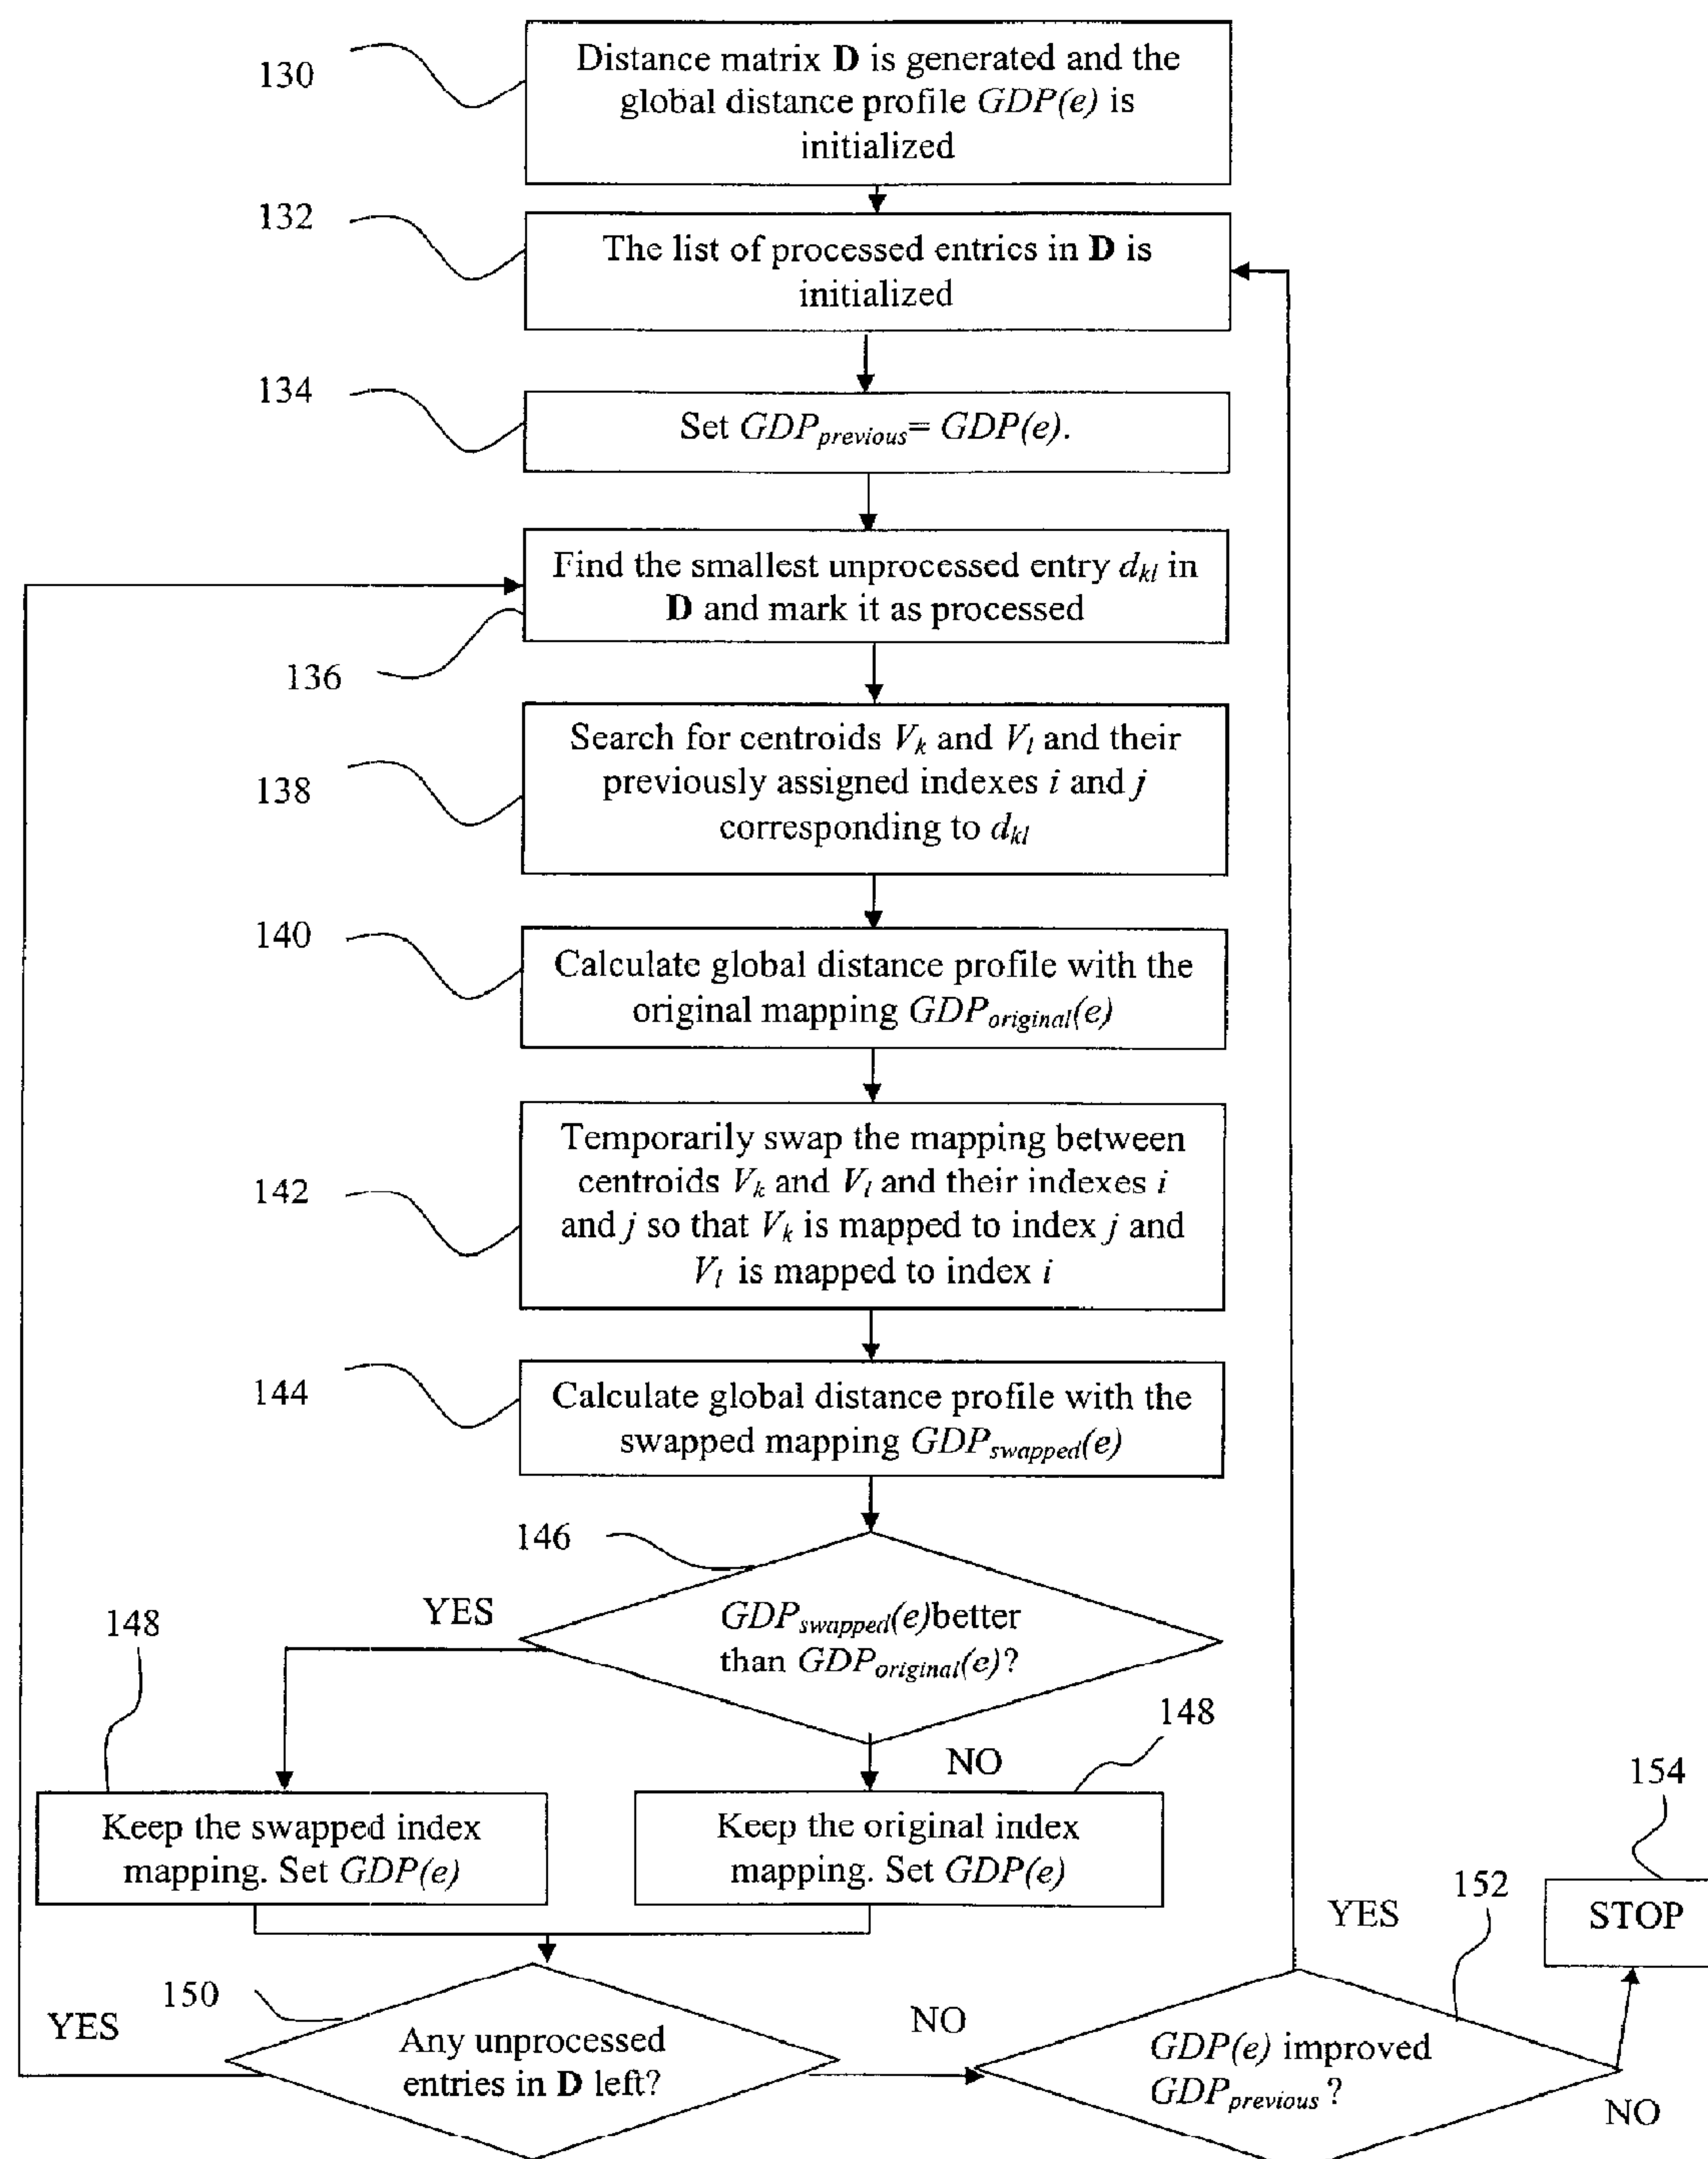 130
Distance matrix D is generated and the
global distance profile GDP(e) is
initialized
132
The list of processed entries in D is
initialized
134
Set GDPprevious= GDP(e).
Find the smallest unprocessed entry dkl in
D and mark it as processed
136
Search for centroids Vk and Vl and their
previously assigned indexes i and j
corresponding to dkl
138
140
Calculate global distance profile with the
original mapping GDPoriginal(e)
Temporarily swap the mapping between
centroids Vk and Vl and their indexes i
and j so that Vk is mapped to index j and
Vl is mapped to index i
142
144
Calculate global distance profile with the
swapped mapping GDPswapped(e)
146
YES
GDPswapped(e)better
than GDPoriginal(e)?
148
148
NO
Keep the swapped index
mapping. Set GDP(e)
Keep the original index
mapping. Set GDP(e)
154
STOP
152
YES
150
YES
Any unprocessed
entries in D left?
NO
GDP(e) improved
GDPprevious ?
NO